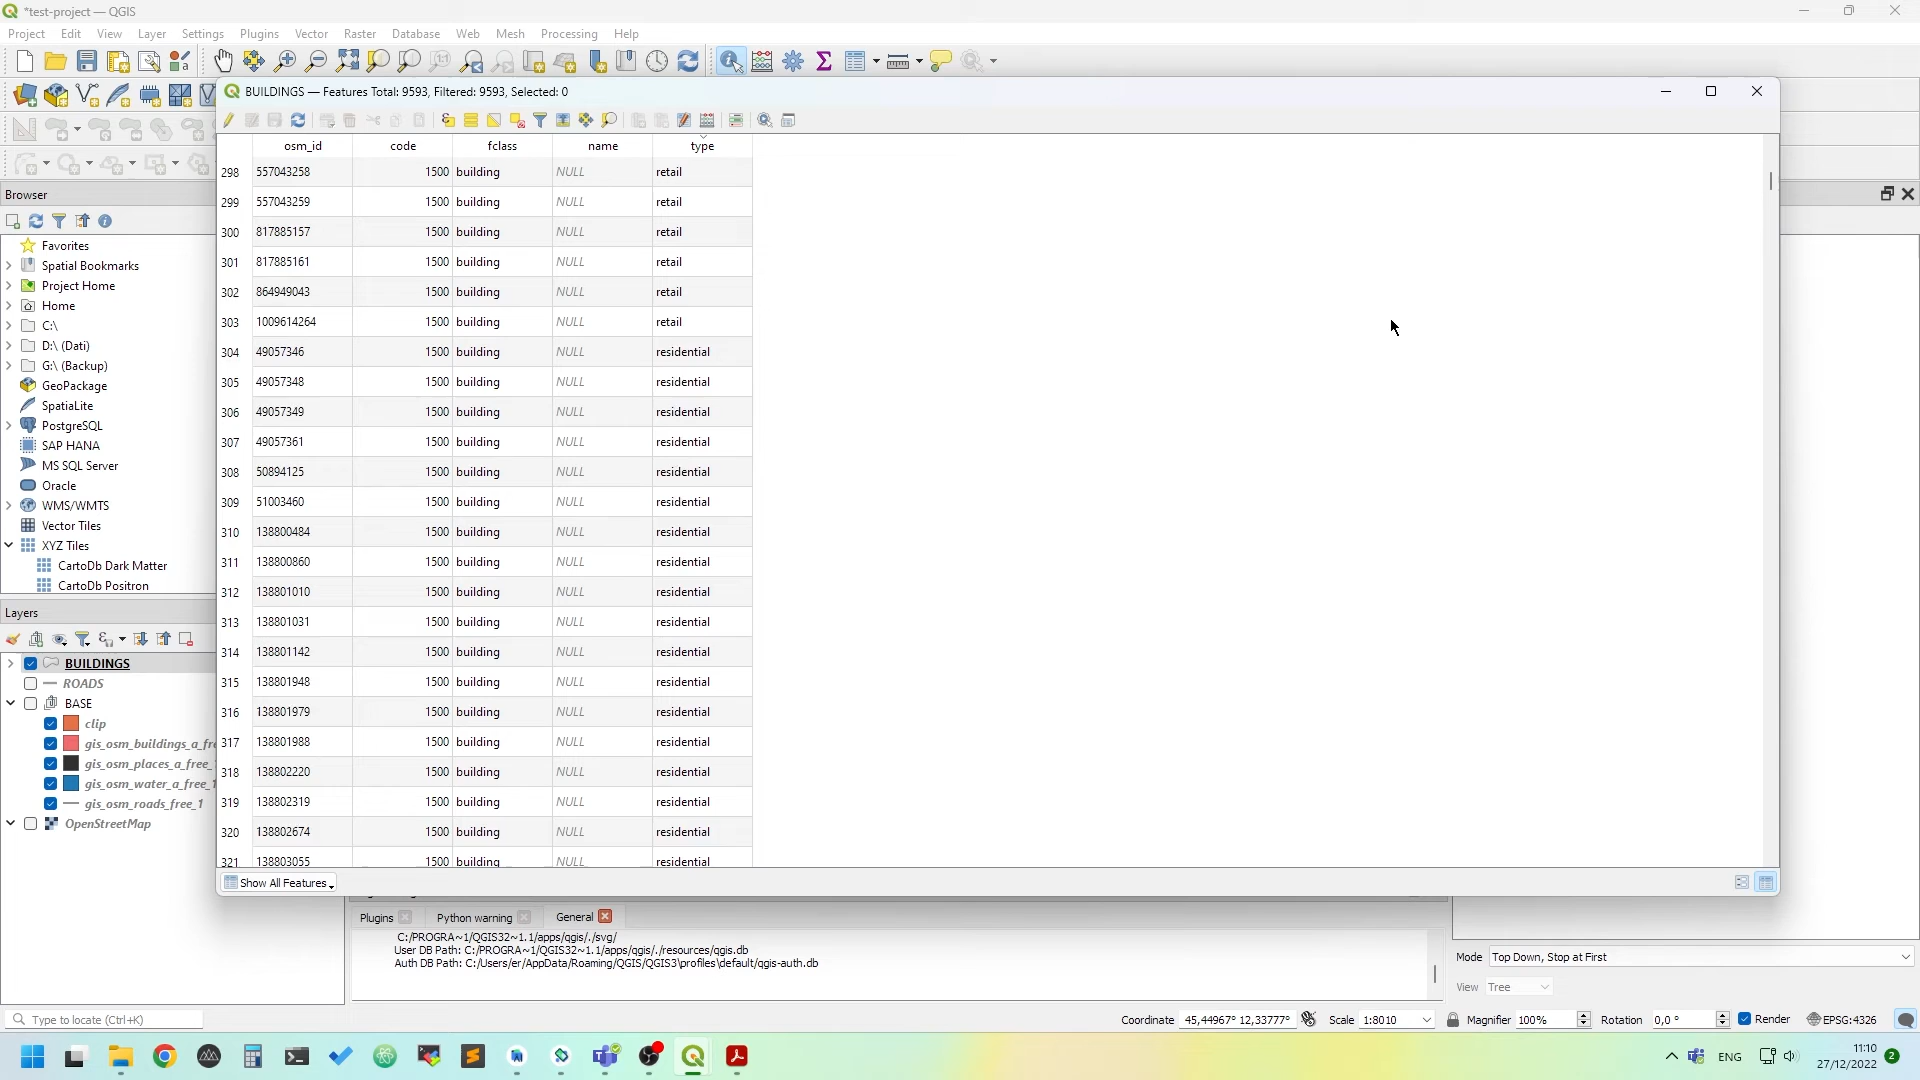 *test-project — QGIS
Project Edit View Layer Settings Plugins Vector Raster Database Web Mesh Processing Help
BUILDINGS — Features Total: 9593, Filtered: 9593, Selected: 0
Browser
Favorites
Spatial Bookmarks
Project Home
Home
C:\
D:\ (Dati)
G:\ (Backup)
GeoPackage
SpatiaLite
PostgreSQL
SAP HANA
MS SQL Server
Oracle
WMS/WMTS
Vector Tiles
XYZ Tiles
CartoDb Dark Matter
CartoDb Positron
Layers
BUILDINGS
ROADS
BASE
clip
gis_osm_buildings_a_fre
gis_osm_places_a_free_
gis_osm_water_a_free_1
gis_osm_roads_free_1
OpenStreetMap
osm_id code fclass name type
298 557043258 1500 building NULL retail
299 557043259 1500 building NULL retail
300 817885157 1500 building NULL retail
301 817885161 1500 building NULL retail
302 864949043 1500 building NULL retail
303 1009614264 1500 building NULL retail
304 49057346 1500 building NULL residential
305 49057348 1500 building NULL residential
306 49057349 1500 building NULL residential
307 49057361 1500 building NULL residential
308 50894125 1500 building NULL residential
309 51003460 1500 building NULL residential
310 138800484 1500 building NULL residential
311 138800860 1500 building NULL residential
312 138801010 1500 building NULL residential
313 138801031 1500 building NULL residential
314 138801142 1500 building NULL residential
315 138801948 1500 building NULL residential
316 138801979 1500 building NULL residential
317 138801988 1500 building NULL residential
318 138802220 1500 building NULL residential
319 138802319 1500 building NULL residential
320 138802674 1500 building NULL residential
321 138803055 1500 building NULL residential
Show All Features
Plugins Python warning General
C:/PROGRA~1/QGIS32~1.1/apps/qgis/./svg/
User DB Path: C:/PROGRA~1/QGIS32~1.1/apps/qgis/./resources/qgis.db
Auth DB Path: C:/Users/er/AppData/Roaming/QGIS/QGIS3\profiles\default/qgis-auth.db
Mode Top Down, Stop at First
View Tree
Type to locate (Ctrl+K) Coordinate 45,44967° 12,33777° Scale 1:8010 Magnifier 100% Rotation 0,0 ° Render EPSG:4326
ENG 11:10
27/12/2022 2